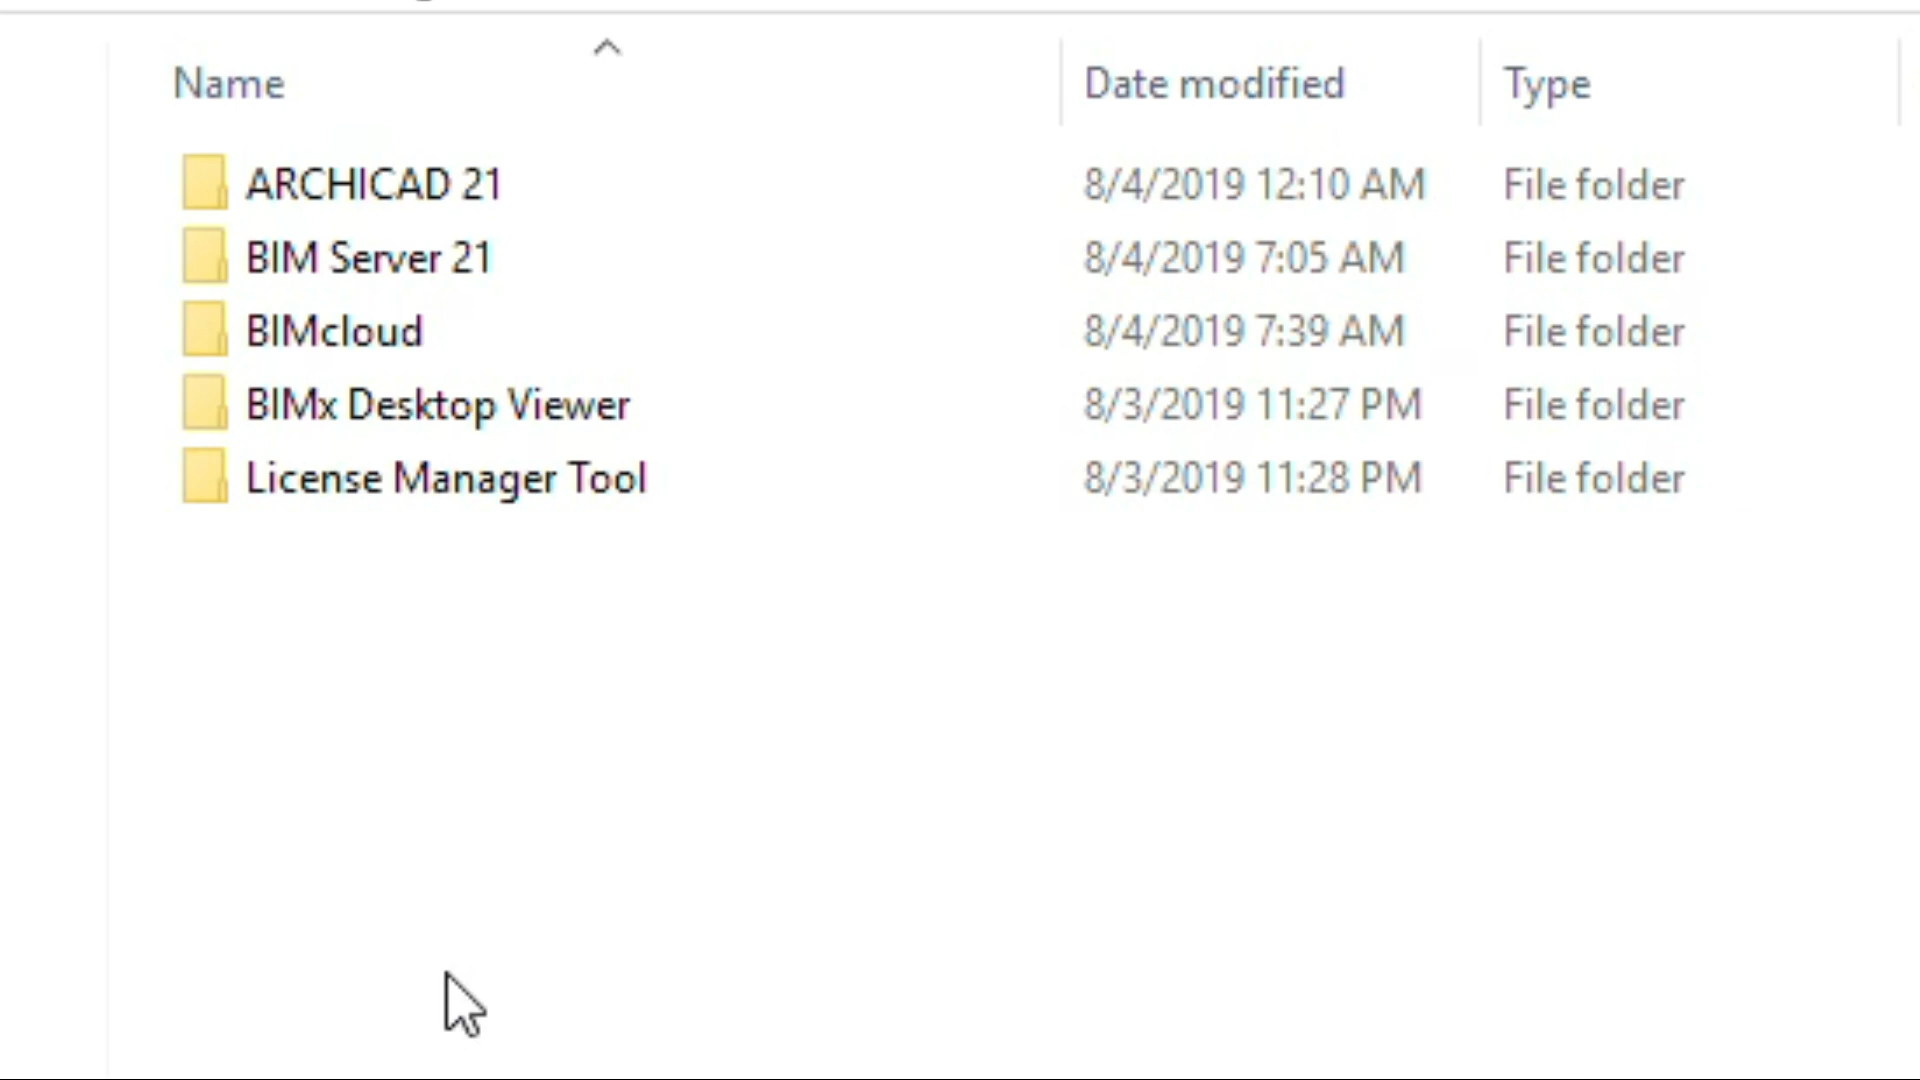 Name Date modified Type
ARCHICAD 21 8/4/2019 12:10 AM File folder
BIM Server 21 8/4/2019 7:05 AM File folder
BIMcloud 8/4/2019 7:39 AM File folder
BIMx Desktop Viewer 8/3/2019 11:27 PM File folder
License Manager Tool 8/3/2019 11:28 PM File folder